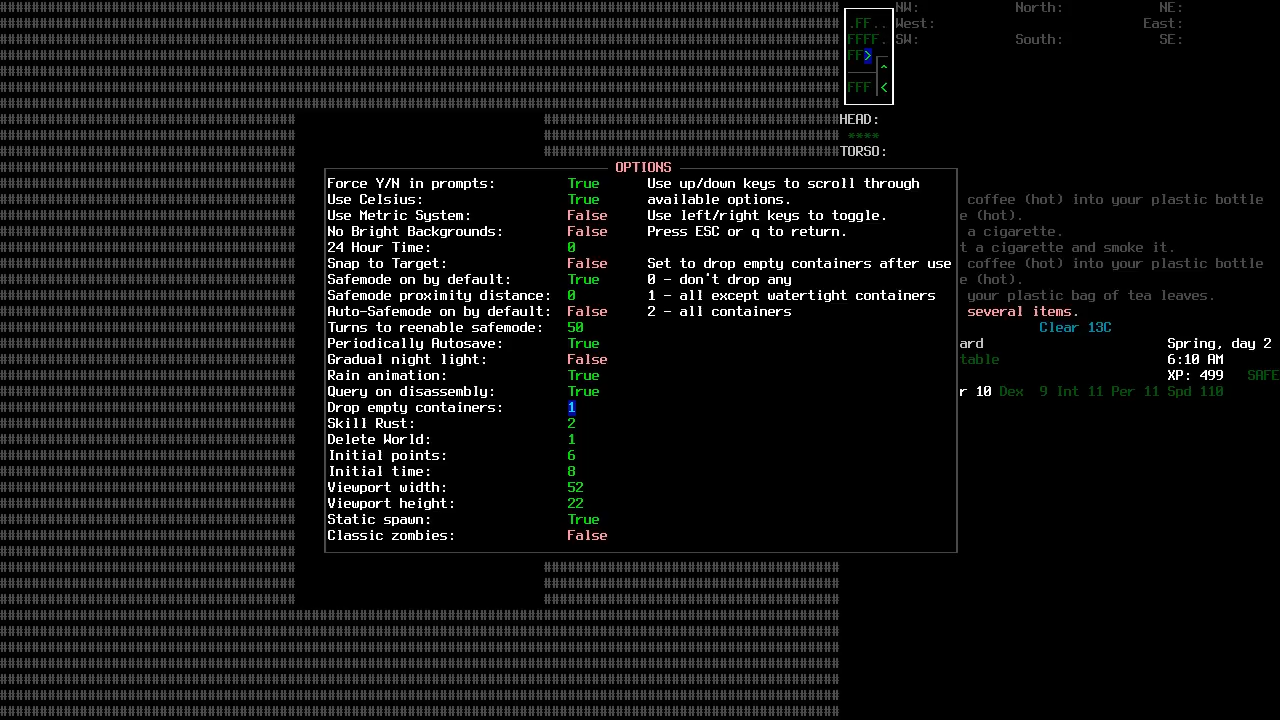 NW: North: NE:
.FF.. West: East:
FFFF. SW: South: SE:
FF>
^
FFF <
HEAD:
****
TORSO:
OPTIONS
Force Y/N in prompts: True Use up/down keys to scroll through
Use Celsius: True available options. coffee (hot) into your plastic bottle
Use Metric System: False Use left/right keys to toggle. e (hot).
No Bright Backgrounds: False Press ESC or q to return. a cigarette.
24 Hour Time: 0 t a cigarette and smoke it.
Snap to Target: False Set to drop empty containers after use coffee (hot) into your plastic bottle
Safemode on by default: True 0 - don't drop any e (hot).
Safemode proximity distance: 0 1 - all except watertight containers your plastic bag of tea leaves.
Auto-Safemode on by default: False 2 - all containers several items.
Turns to reenable safemode: 50 Clear 13C
Periodically Autosave: True ard Spring, day 2
Gradual night light: False table 6:10 AM
Rain animation: True XP: 499 SAFE
Query on disassembly: True r 10 Dex 9 Int 11 Per 11 Spd 110
Drop empty containers: 1
Skill Rust: 2
Delete World: 1
Initial points: 6
Initial time: 8
Viewport width: 52
Viewport height: 22
Static spawn: True
Classic zombies: False